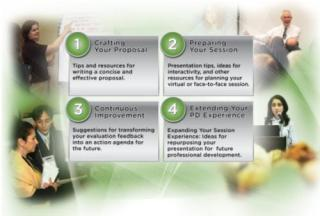 1 Crafting
Your Proposal
Tips and resources for
writing a concise and
effective proposal.
2 Preparing
Your Session
Presentation tips, ideas for
interactivity, and other
resources for planning your
virtual or face-to-face session.
3 Continuous
Improvement
Suggestions for transforming
your evaluation feedback
into an action agenda for
the future.
4 Extending Your
PD Experience
Expanding Your Session
Experience: Ideas for
repurposing your
presentation for future
professional development.